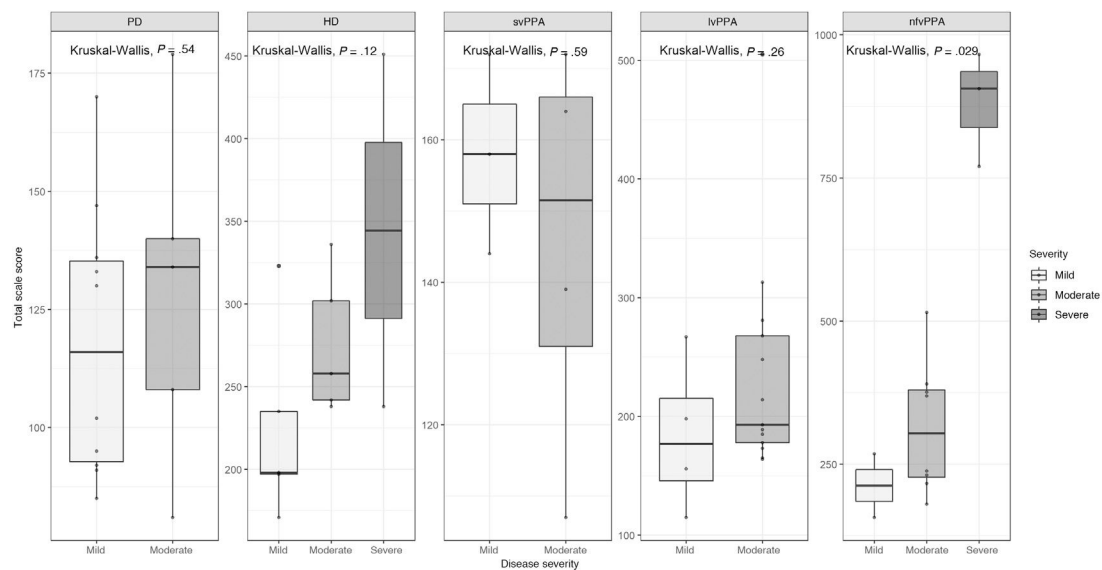 PD
HD
svPPA
lvPPA
nfvPPA
Kruskal-Wallis, P = .54
Kruskal-Wallis, P = .12
Kruskal-Wallis, P = .59
Kruskal-Wallis, P = .26
Kruskal-Wallis, P = .029
Total scale score
175
150
125
100
450
400
350
300
250
200
160
140
120
500
400
300
200
100
1000
750
500
250
Mild Moderate
Mild Moderate Severe
Mild Moderate
Mild Moderate
Mild Moderate Severe
Disease severity
Severity
Mild
Moderate
Severe